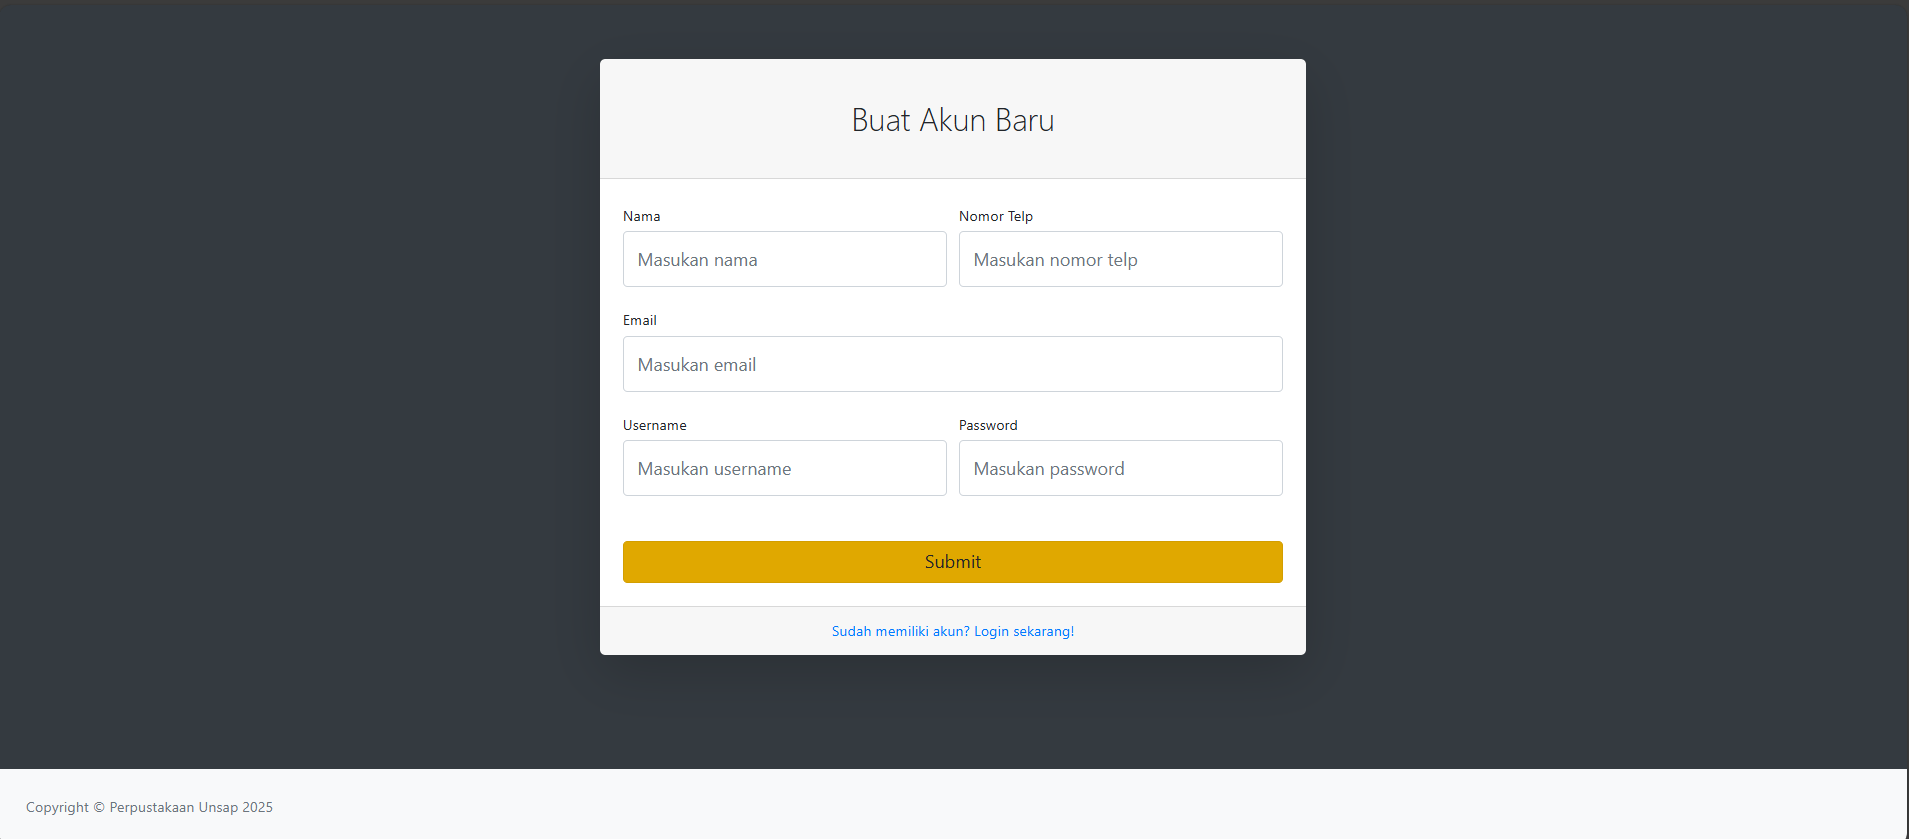 Buat Akun Baru
Nama
Nomor Telp
Masukan nama
Masukan nomor telp
Email
Masukan email
Username
Password
Masukan username
Masukan password
Submit
Sudah memiliki akun? Login sekarang!
Copyright © Perpustakaan Unsap 2025